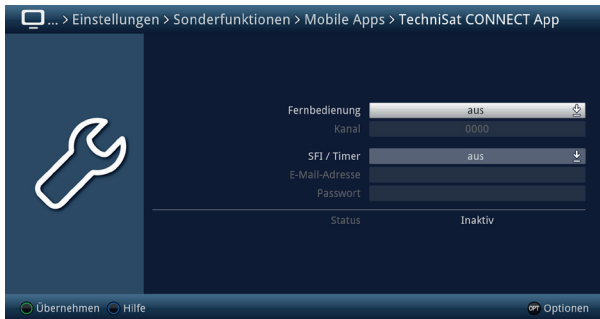 ... > Einstellungen > Sonderfunktionen > Mobile Apps > TechniSat CONNECT App
Fernbedienung aus
Kanal 0000
SFI / Timer aus
E-Mail-Adresse
Passwort
Status Inaktiv
Übernehmen Hilfe OPT Optionen